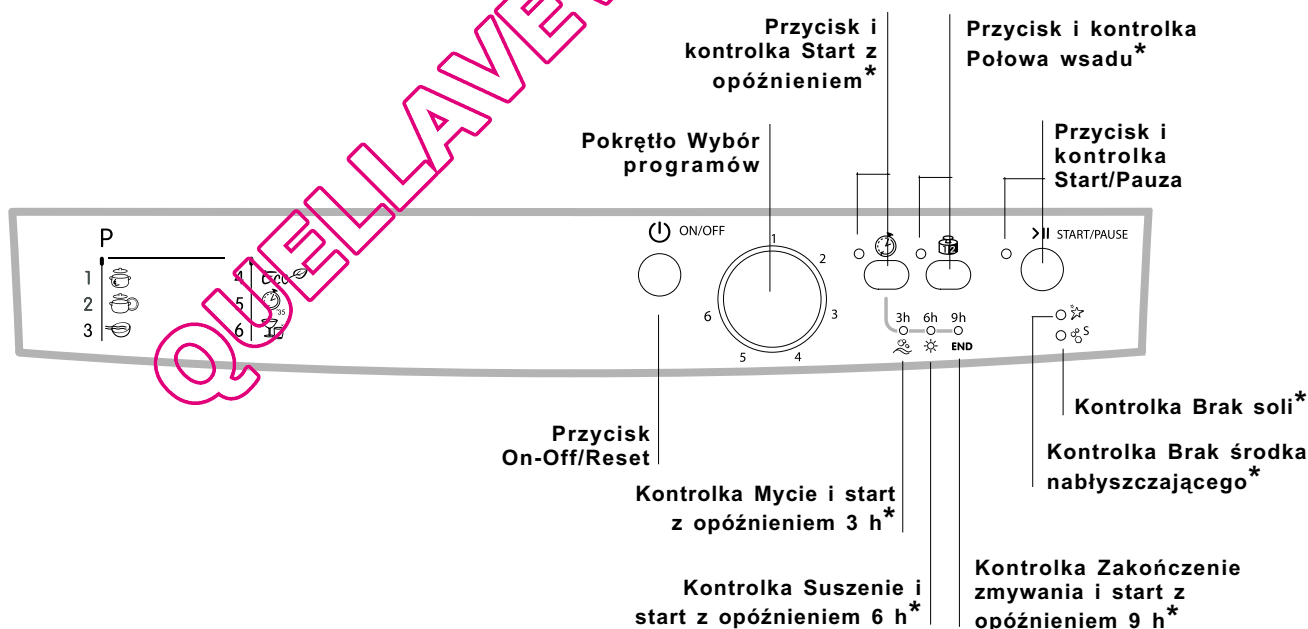 Przycisk i
kontrolka Start z
opóźnieniem*
Przycisk i kontrolka
Połowa wsadu*
Pokrętło Wybór
programów
Przycisk i
kontrolka
Start/Pauza
P
1
2
3
4 Eco
5 35
6
ON/OFF
1
2
3
4
5
6
START/PAUSE
3h 6h 9h
END
S
Przycisk
On-Off/Reset
Kontrolka Brak soli*
Kontrolka Brak środka
nabłyszczającego*
Kontrolka Mycie i start
z opóźnieniem 3 h*
Kontrolka Suszenie i
start z opóźnieniem 6 h*
Kontrolka Zakończenie
zmywania i start z
opóźnieniem 9 h*